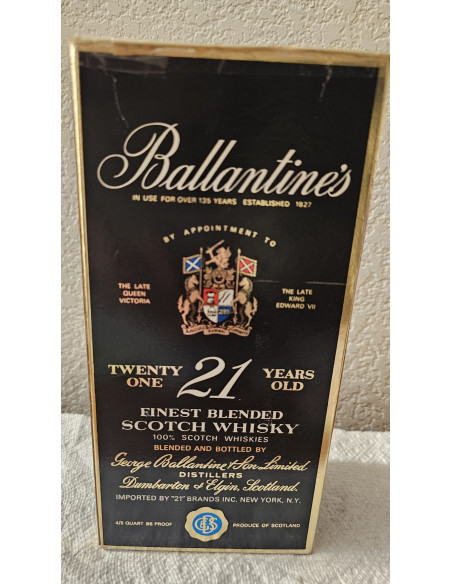 Ballantine's
IN USE FOR OVER 135 YEARS ESTABLISHED 1827
BY APPOINTMENT TO
THE LATE
QUEEN
VICTORIA
THE LATE
KING
EDWARD VII
TWENTY
ONE
21
YEARS
OLD
FINEST BLENDED
SCOTCH WHISKY
100% SCOTCH WHISKIES
BLENDED AND BOTTLED BY
George Ballantine & Son Limited
DISTILLERS
Dumbarton & Elgin, Scotland.
IMPORTED BY "21" BRANDS INC. NEW YORK, N.Y.
4/5 QUART 86 PROOF
PRODUCE OF SCOTLAND